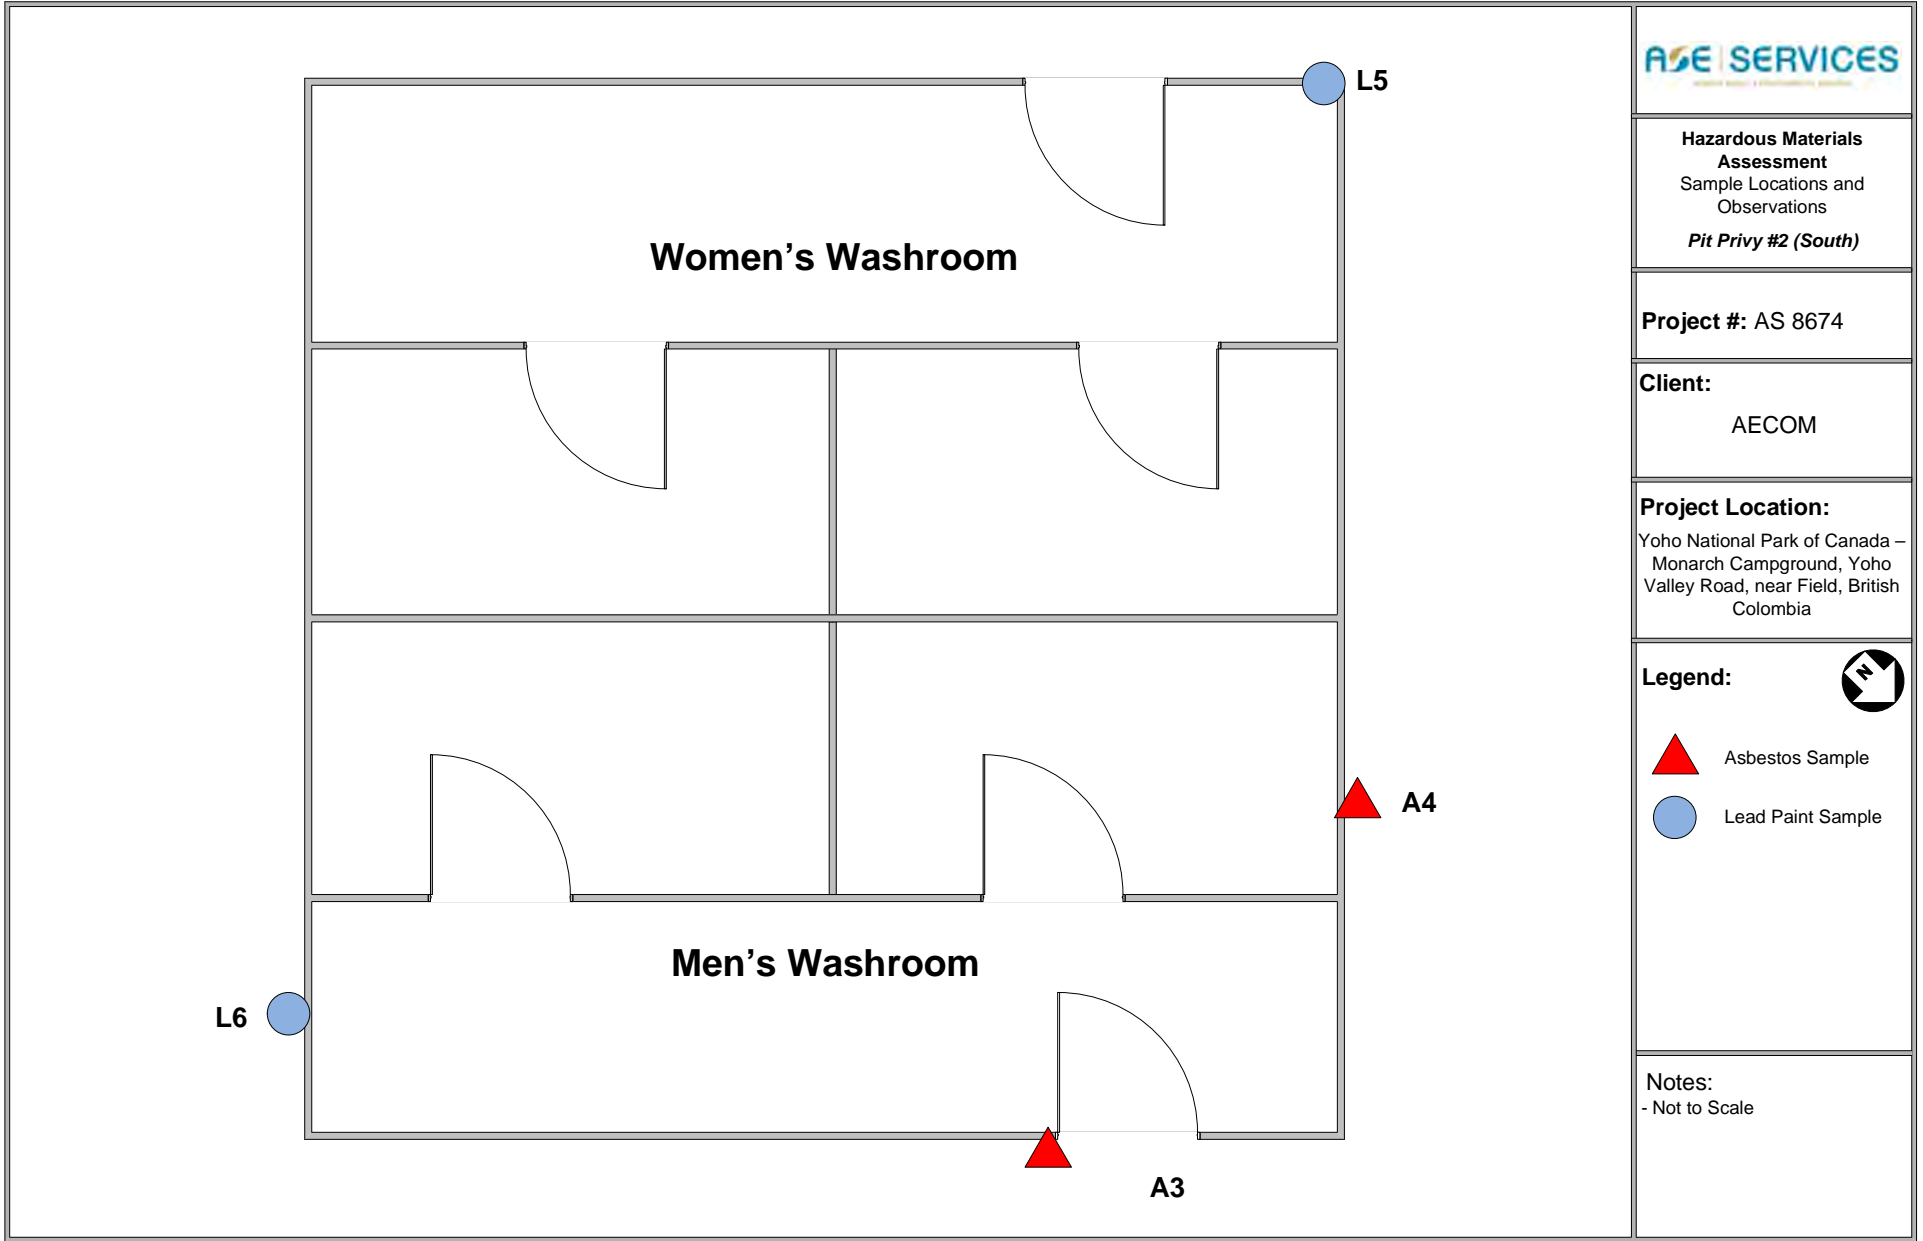 L5
Women's Washroom
A4
Men's Washroom
L6
A3
ASE | SERVICES
Hazardous Materials
Assessment
Sample Locations and
Observations
Pit Privy #2 (South)
Project #: AS 8674
Client:
AECOM
Project Location:
Yoho National Park of Canada –
Monarch Campground, Yoho
Valley Road, near Field, British
Colombia
Legend:
N
Asbestos Sample
Lead Paint Sample
Notes:
- Not to Scale